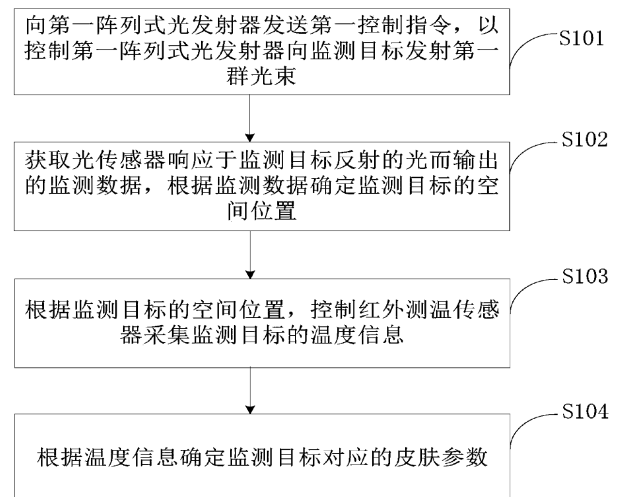 向第一阵列式光发射器发送第一控制指令，以
控制第一阵列式光发射器向监测目标发射第一
群光束
S101
获取光传感器响应于监测目标反射的光而输出
的监测数据，根据监测数据确定监测目标的空
间位置
S102
根据监测目标的空间位置，控制红外测温传感
器采集监测目标的温度信息
S103
根据温度信息确定监测目标对应的皮肤参数
S104